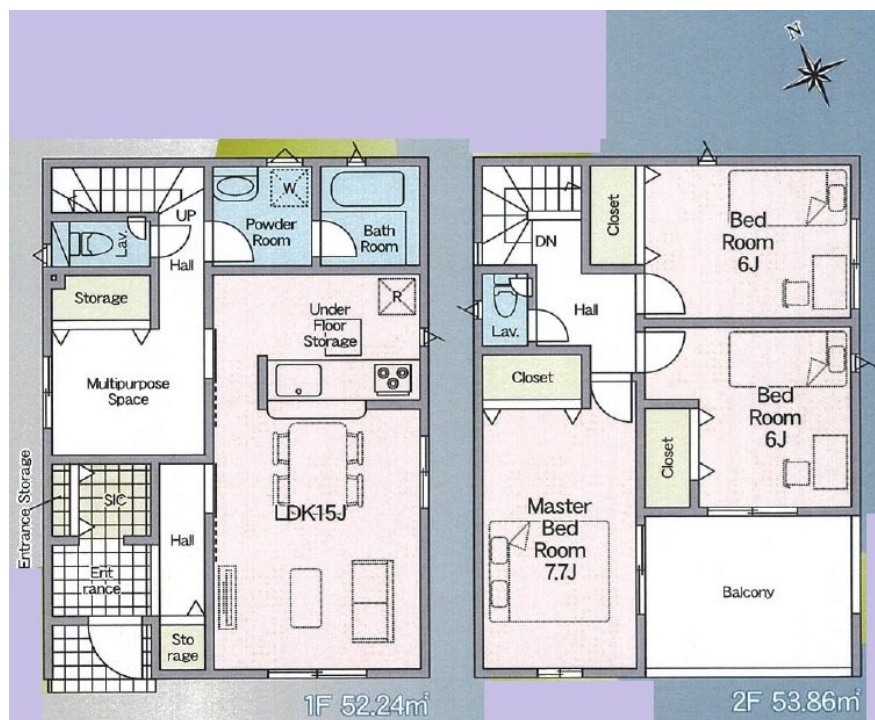 N
UP
Lav.
Hall
Powder
Room
W
Bath
Room
Storage
Under
Floor
Storage
R
Multipurpose
Space
Entrance Storage
SIC
Hall
Ent
rance
Sto
rage
LDK15J
1F 52.24㎡
DN
Closet
Bed
Room
6J
Lav.
Hall
Closet
Bed
Room
6J
Closet
Master
Bed
Room
7.7J
Balcony
2F 53.86㎡